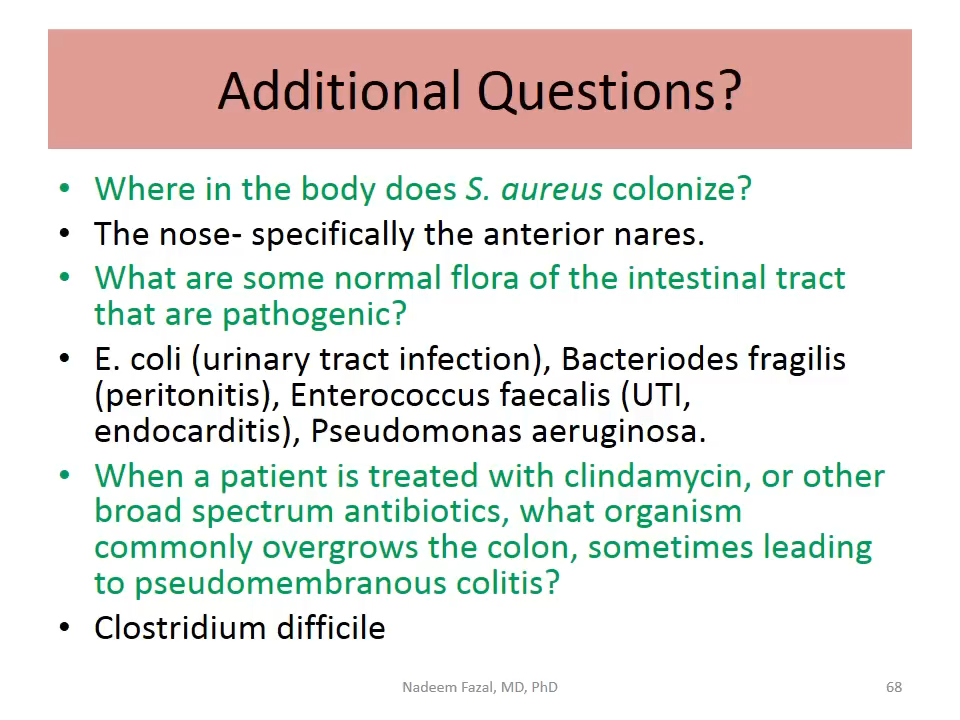 Additional Questions?
• Where in the body does S. aureus colonize?
• The nose- specifically the anterior nares.
• What are some normal flora of the intestinal tract
that are pathogenic?
• E. coli (urinary tract infection), Bacteriodes fragilis
(peritonitis), Enterococcus faecalis (UTI,
endocarditis), Pseudomonas aeruginosa.
• When a patient is treated with clindamycin, or other
broad spectrum antibiotics, what organism
commonly overgrows the colon, sometimes leading
to pseudomembranous colitis?
• Clostridium difficile
Nadeem Fazal, MD, PhD
68